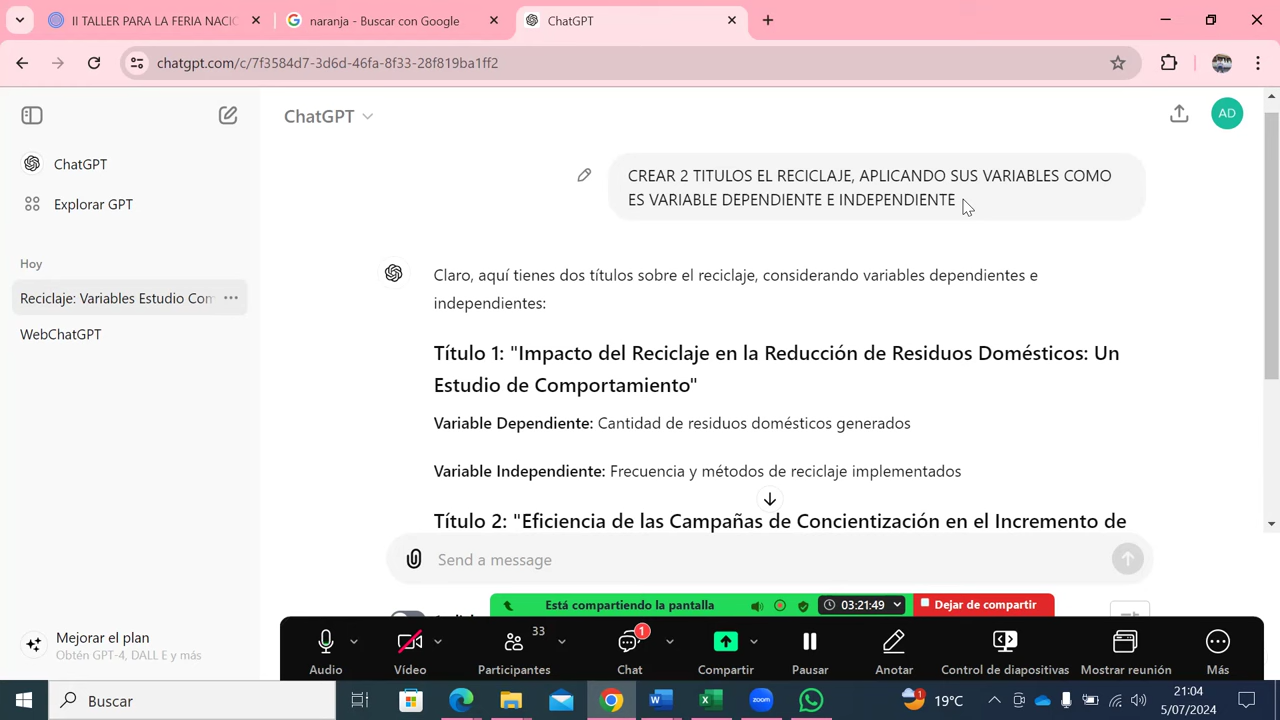 II TALLER PARA LA FERIA NACIO
naranja - Buscar con Google
ChatGPT
chatgpt.com/c/7f3584d7-3d6d-46fa-8f33-28f819ba1ff2
ChatGPT
AD
ChatGPT
Explorar GPT
Hoy
Reciclaje: Variables Estudio Com
WebChatGPT
CREAR 2 TITULOS EL RECICLAJE, APLICANDO SUS VARIABLES COMO
ES VARIABLE DEPENDIENTE E INDEPENDIENTE
Claro, aquí tienes dos títulos sobre el reciclaje, considerando variables dependientes e
independientes:
Título 1: "Impacto del Reciclaje en la Reducción de Residuos Domésticos: Un
Estudio de Comportamiento"
Variable Dependiente: Cantidad de residuos domésticos generados
Variable Independiente: Frecuencia y métodos de reciclaje implementados
Título 2: "Eficiencia de las Campañas de Concientización en el Incremento de
Send a message
Está compartiendo la pantalla
03:21:49
Dejar de compartir
Mejorar el plan
Obtén GPT-4, DALL E y más
33
1
Audio
Vídeo
Participantes
Chat
Compartir
Pausar
Anotar
Control de diapositivas
Mostrar reunión
Más
Buscar
zoom
1
19°C
21:04
5/07/2024